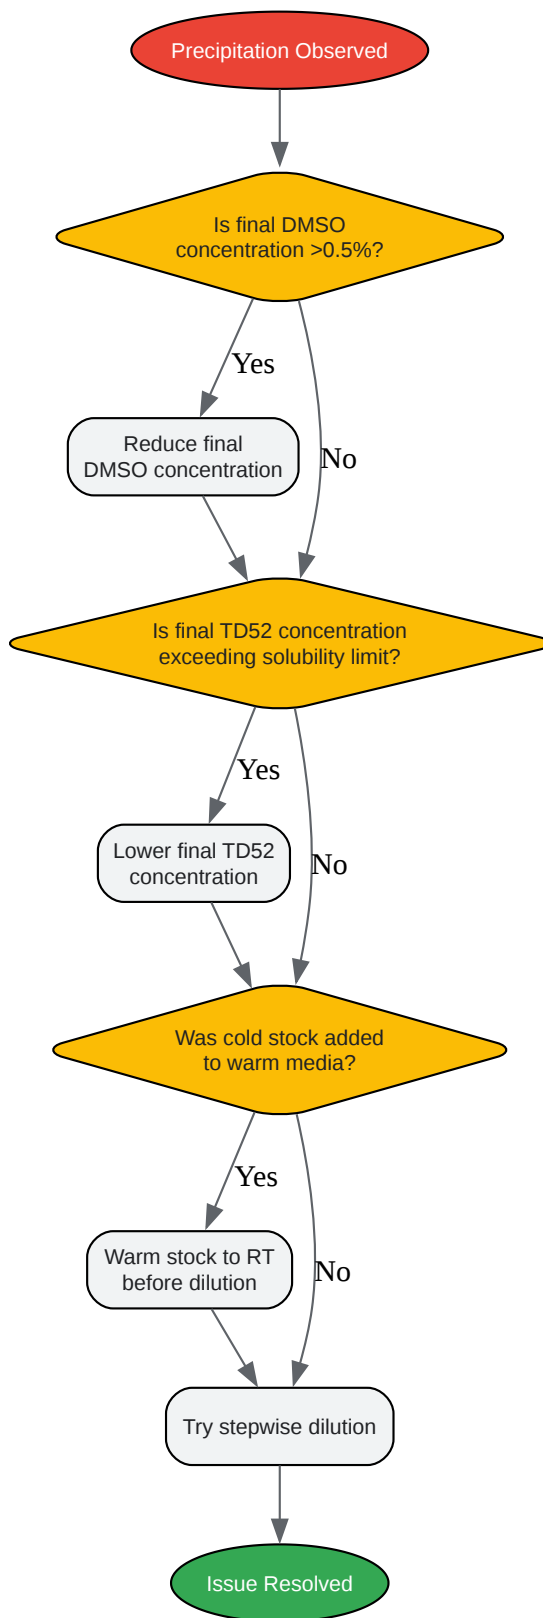 Precipitation Observed
Is final DMSO
concentration >0.5%?
Yes
Reduce final
DMSO concentration
No
Is final TD52 concentration
exceeding solubility limit?
Yes
Lower final TD52
concentration
No
Was cold stock added
to warm media?
Yes
Warm stock to RT
before dilution
No
Try stepwise dilution
Issue Resolved